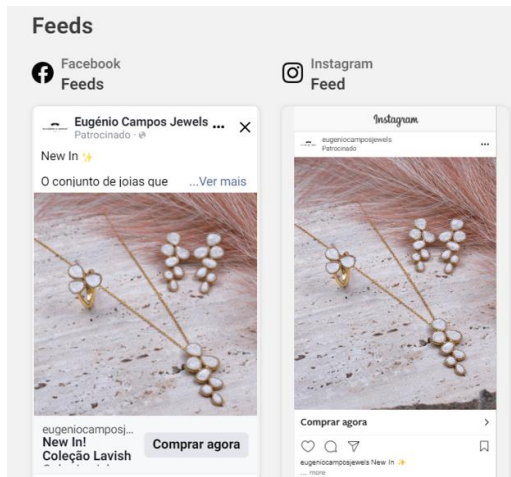 Feeds
Facebook
Feeds
Eugénio Campos Jewels
Patrocinado
New In ✨
O conjunto de joias que ...Ver mais
eugeniocamposj...
New In!
Coleção Lavish
Comprar agora
Instagram
Feed
Instagram
eugeniocamposjewels
Patrocinado
Comprar agora
eugeniocamposjewels New In ✨
... more